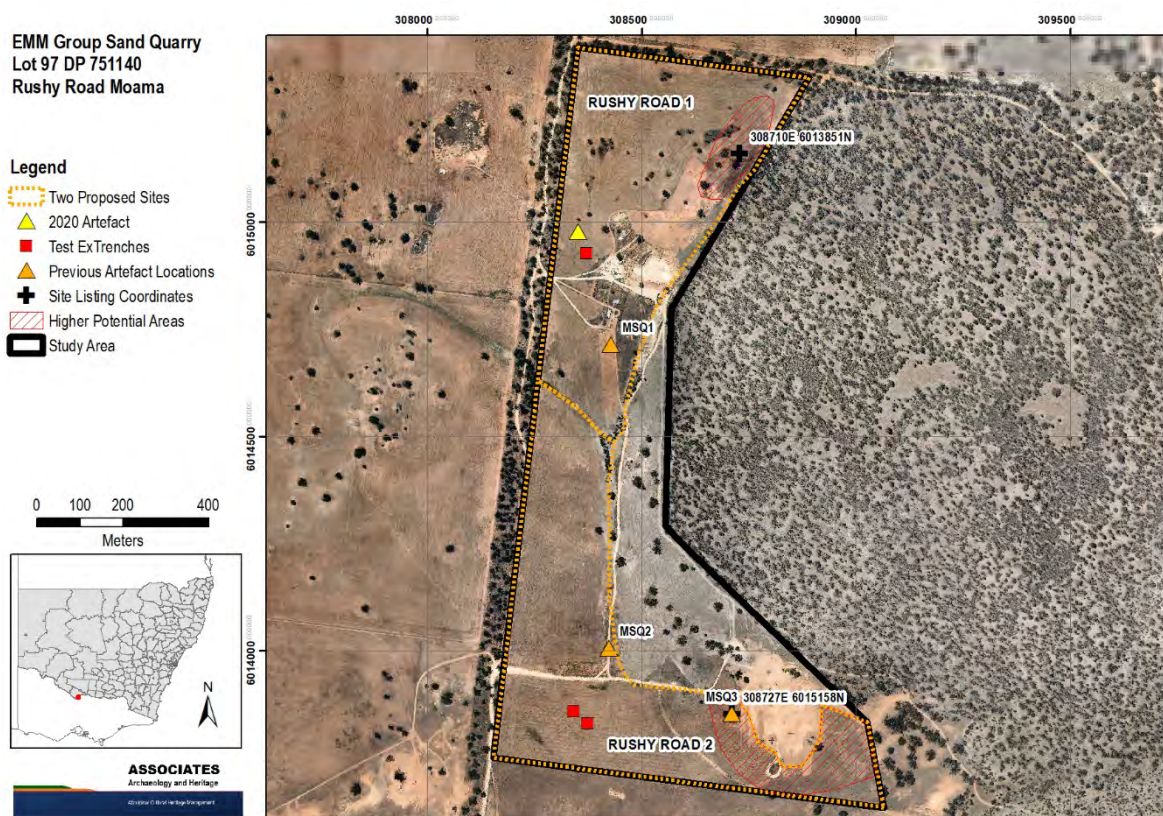 EMM Group Sand Quarry
Lot 97 DP 751140
Rushy Road Moama
Legend
Two Proposed Sites
2020 Artefact
Test ExTrenches
Previous Artefact Locations
Site Listing Coordinates
Higher Potential Areas
Study Area
0 200 400
Meters
N
ASSOCIATES
Archaeology and Heritage
308000 308500 309000 309500
6015000
6014500
6014000
RUSHY ROAD 1
308710E 6013851N
MSQ1
MSQ2
MSQ3
308727E 6015158N
RUSHY ROAD 2